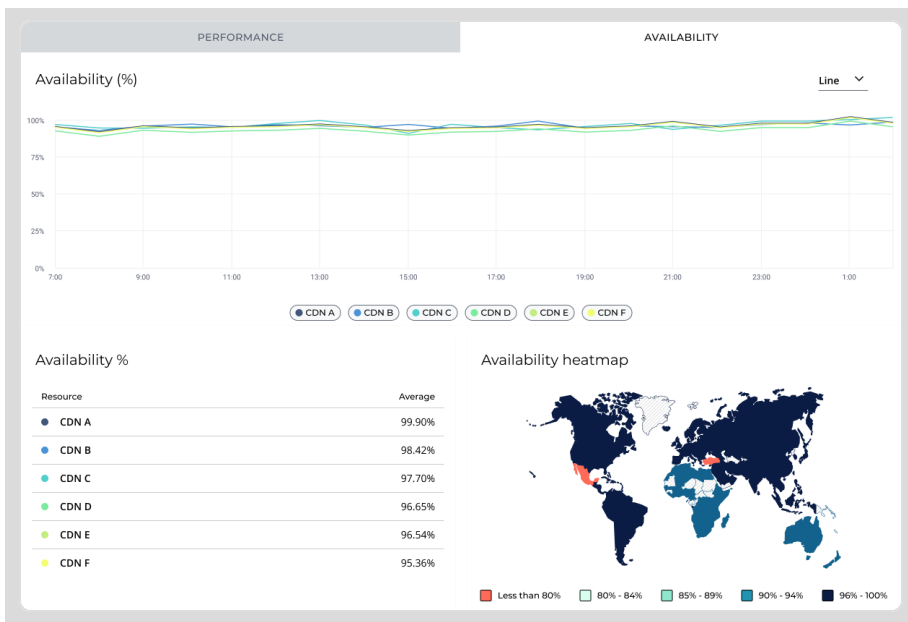 PERFORMANCE
AVAILABILITY
Availability (%)
Line
100%
75%
50%
25%
0%
7:00 9:00 11:00 13:00 15:00 17:00 19:00 21:00 23:00 1:00
CDN A CDN B CDN C CDN D CDN E CDN F
Availability %
Resource Average
CDN A 99.90%
CDN B 98.42%
CDN C 97.70%
CDN D 96.65%
CDN E 96.54%
CDN F 95.36%
Availability heatmap
Less than 80% 80% - 84% 85% - 89% 90% - 94% 96% - 100%